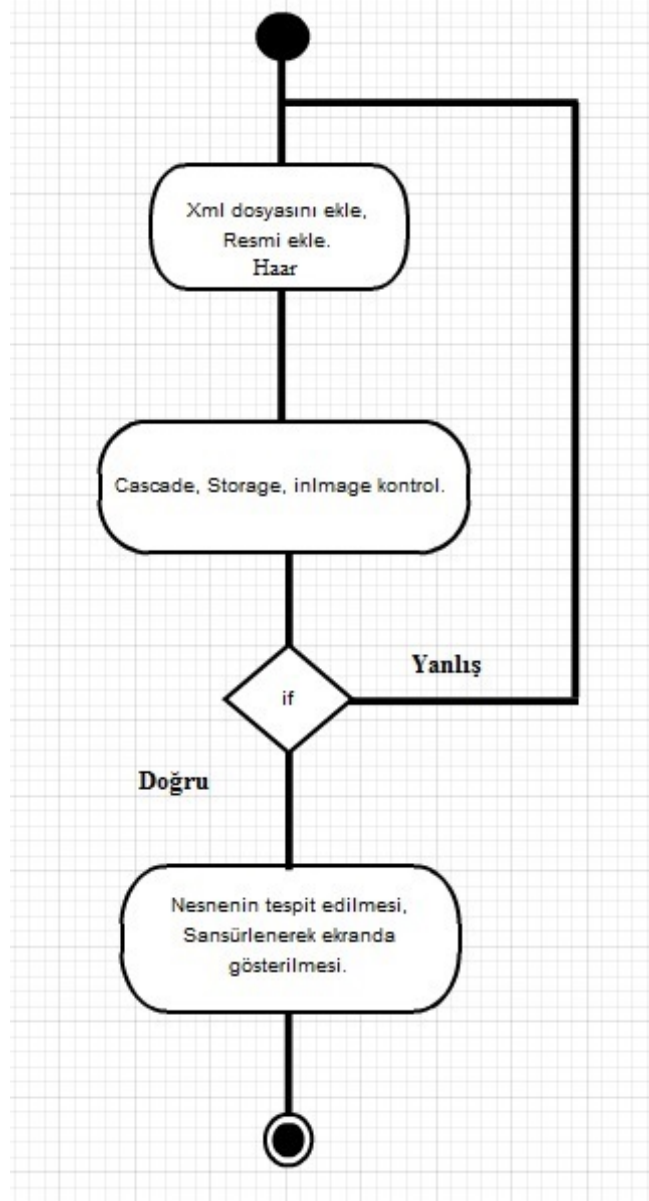 Xml dosyasını ekle,
Resmi ekle.
Haar
Cascade, Storage, inImage kontrol.
if
Yanlış
Doğru
Nesnenin tespit edilmesi,
Sansürlenerek ekranda
gösterilmesi.